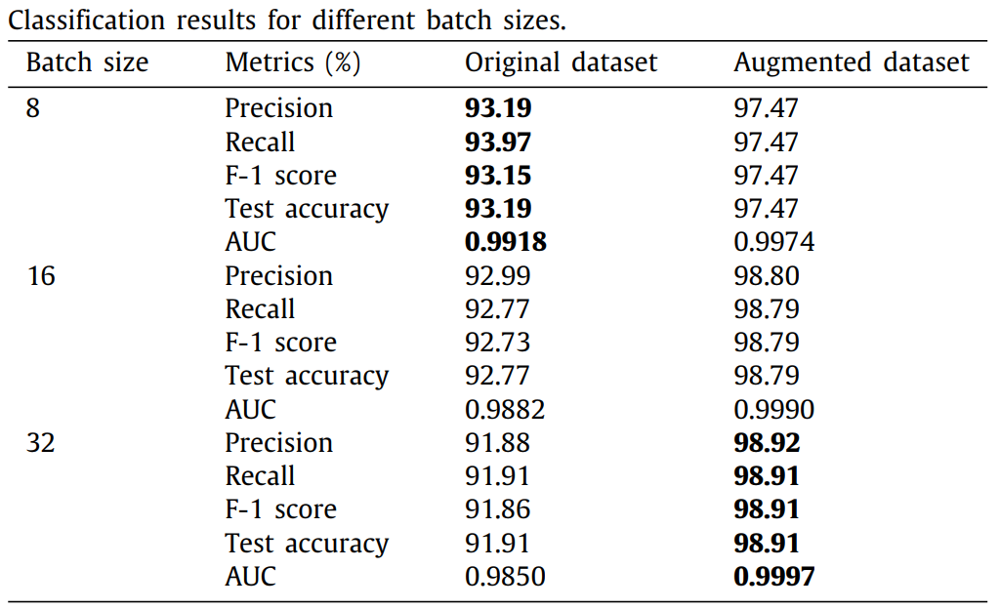 Classification results for different batch sizes.
Batch size Metrics (%) Original dataset Augmented dataset
8 Precision 93.19 97.47
Recall 93.97 97.47
F-1 score 93.15 97.47
Test accuracy 93.19 97.47
AUC 0.9918 0.9974
16 Precision 92.99 98.80
Recall 92.77 98.79
F-1 score 92.73 98.79
Test accuracy 92.77 98.79
AUC 0.9882 0.9990
32 Precision 91.88 98.92
Recall 91.91 98.91
F-1 score 91.86 98.91
Test accuracy 91.91 98.91
AUC 0.9850 0.9997